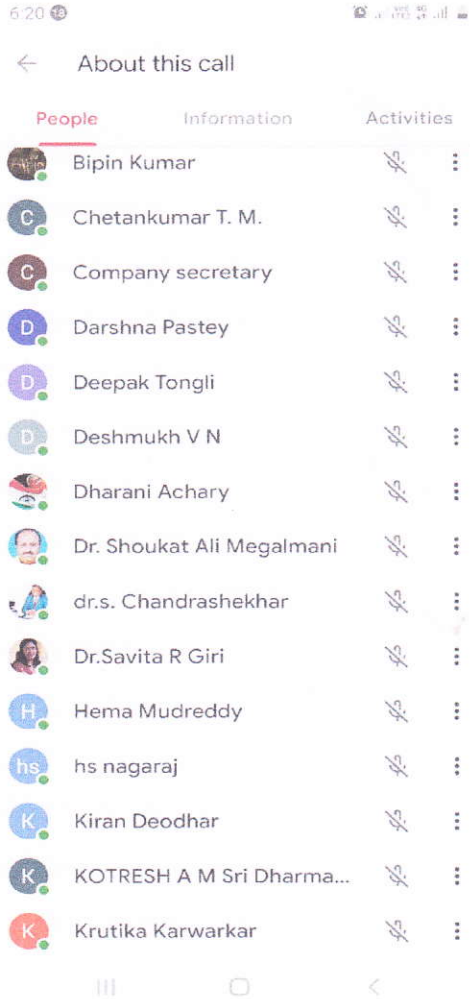 6:20
About this call
People Information Activities
Bipin Kumar
C Chetankumar T. M.
C Company secretary
D Darshna Pastey
D Deepak Tongli
D Deshmukh V N
Dharani Achary
Dr. Shoukat Ali Megalmani
dr.s. Chandrashekhar
Dr.Savita R Giri
H Hema Mudreddy
hs hs nagaraj
K Kiran Deodhar
K KOTRESH A M Sri Dharma...
K Krutika Karwarkar